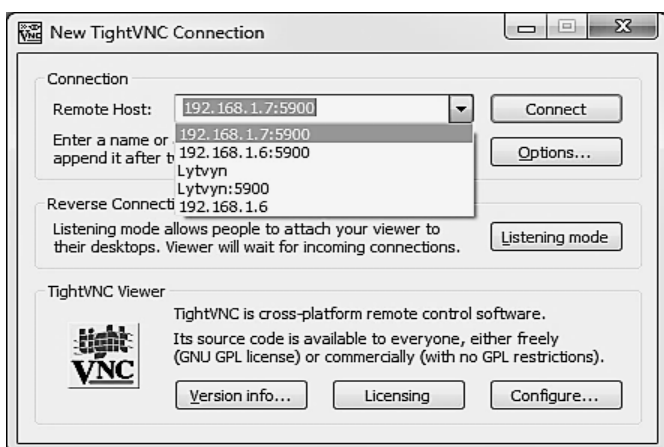 New TightVNC Connection
Connection
Remote Host: 192.168.1.7:5900 Connect
192.168.1.7:5900
192.168.1.6:5900
Lytvyn
Lytvyn:5900
192.168.1.6
Enter a name or
append it after Options...
Reverse Connecti
Listening mode allows people to attach your viewer to
their desktops. Viewer will wait for incoming connections. Listening mode
TightVNC Viewer
tight
VNC
TightVNC is cross-platform remote control software.
Its source code is available to everyone, either freely
(GNU GPL license) or commercially (with no GPL restrictions).
Version info... Licensing Configure...